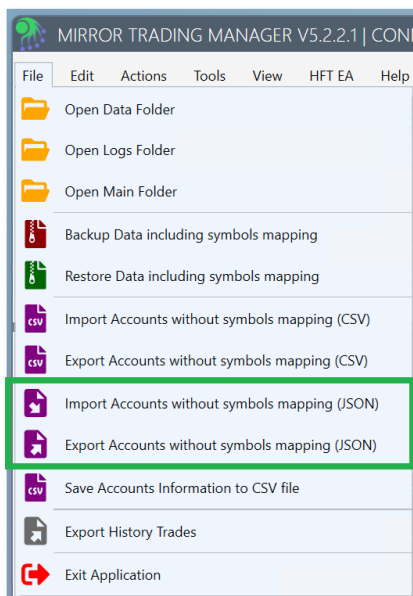 MIRROR TRADING MANAGER V5.2.2.1 |
File Edit Actions Tools View HFT EA Help
Open Data Folder
Open Logs Folder
Open Main Folder
Backup Data including symbols mapping
Restore Data including symbols mapping
CSV Import Accounts without symbols mapping (CSV)
CSV Export Accounts without symbols mapping (CSV)
Import Accounts without symbols mapping (JSON)
Export Accounts without symbols mapping (JSON)
CSV Save Accounts Information to CSV file
Export History Trades
Exit Application